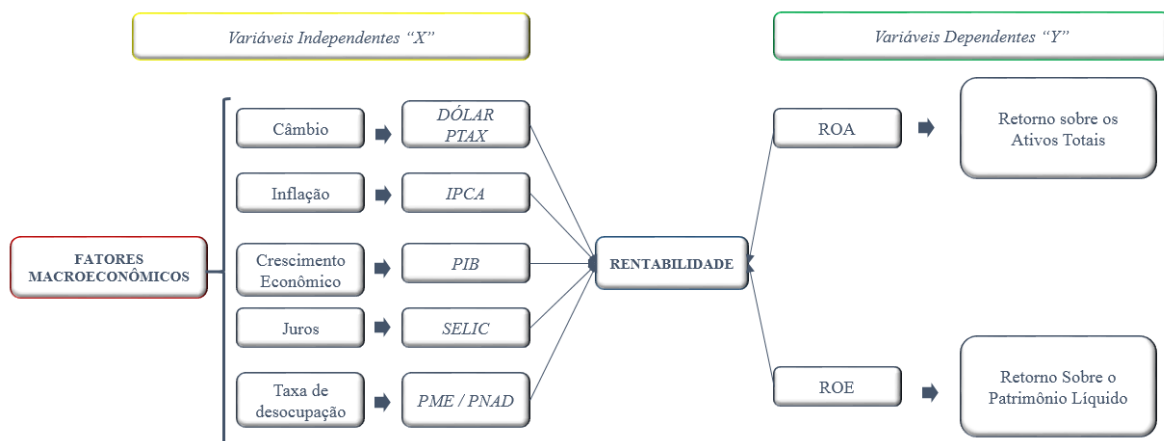 Variáveis Independentes “X”
Variáveis Dependentes “Y”
FATORES
MACROECONÔMICOS
Câmbio
DÓLAR
PTAX
Inflação
IPCA
Crescimento
Econômico
PIB
Juros
SELIC
Taxa de
desocupação
PME / PNAD
RENTABILIDADE
ROA
Retorno sobre os
Ativos Totais
ROE
Retorno Sobre o
Patrimônio Líquido